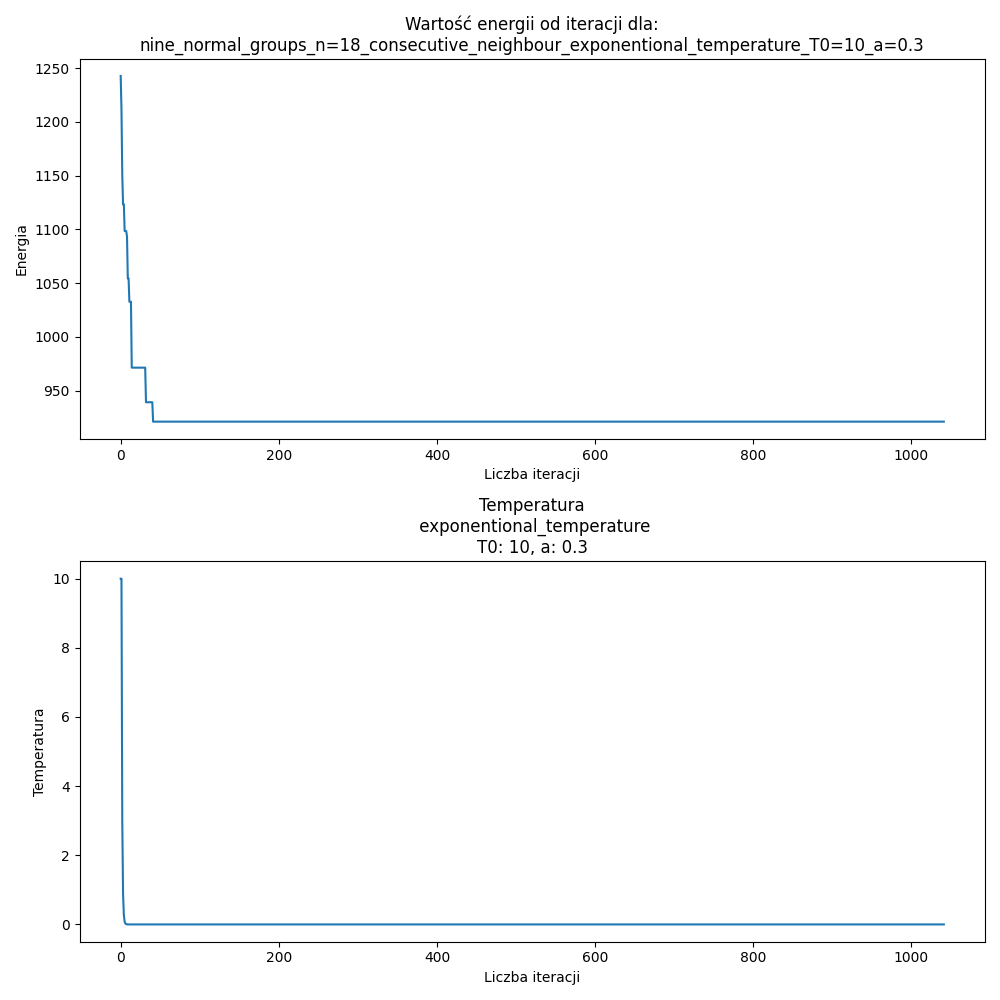 Wartość energii od iteracji dla:
nine_normal_groups_n=18_consecutive_neighbour_exponentional_temperature_T0=10_a=0.3
1250
1200
1150
1100
1050
1000
950
Energia
0 200 400 600 800 1000
Liczba iteracji
Temperatura
exponentional_temperature
T0: 10, a: 0.3
10
8
6
4
2
0
Temperatura
0 200 400 600 800 1000
Liczba iteracji